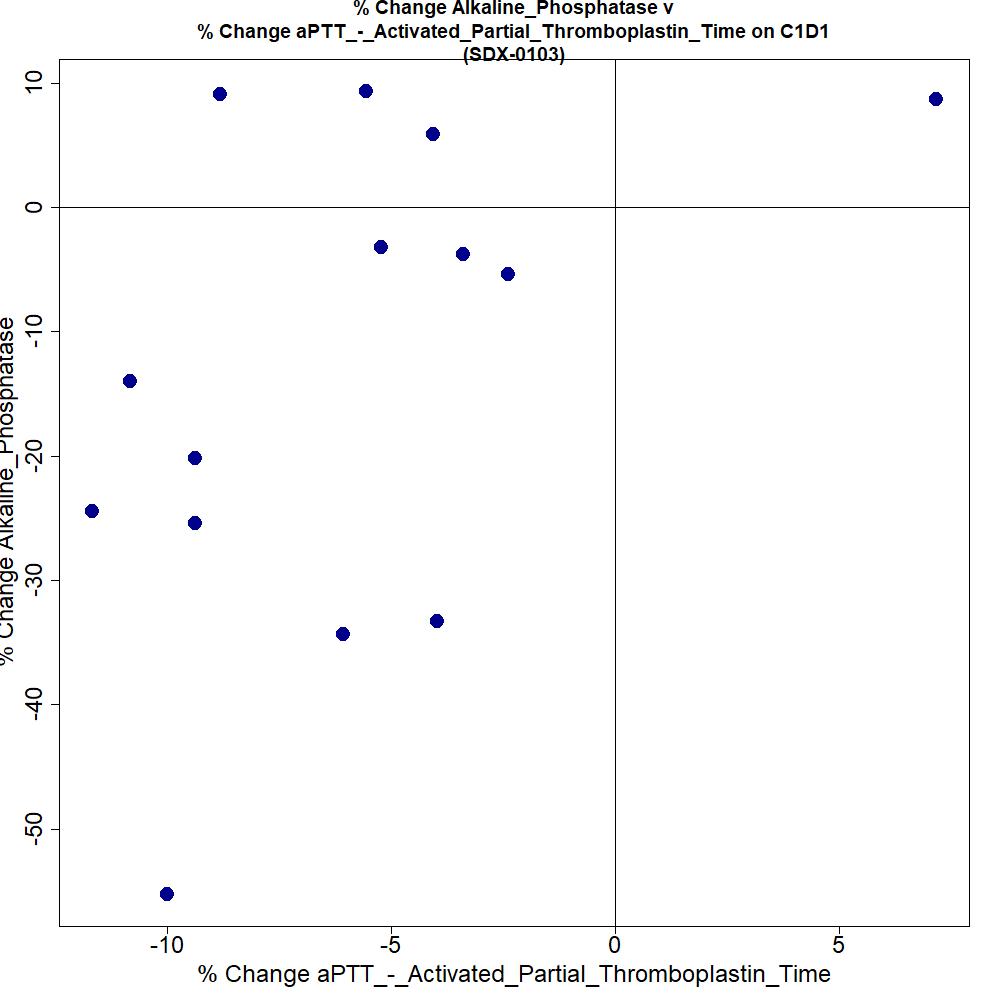 % Change Alkaline_Phosphatase v
% Change aPTT_-_Activated_Partial_Thromboplastin_Time on C1D1
(SDX-0103)
10
0
-10
-20
-30
-40
-50
% Change Alkaline_Phosphatase
-10
-5
0
5
% Change aPTT_-_Activated_Partial_Thromboplastin_Time